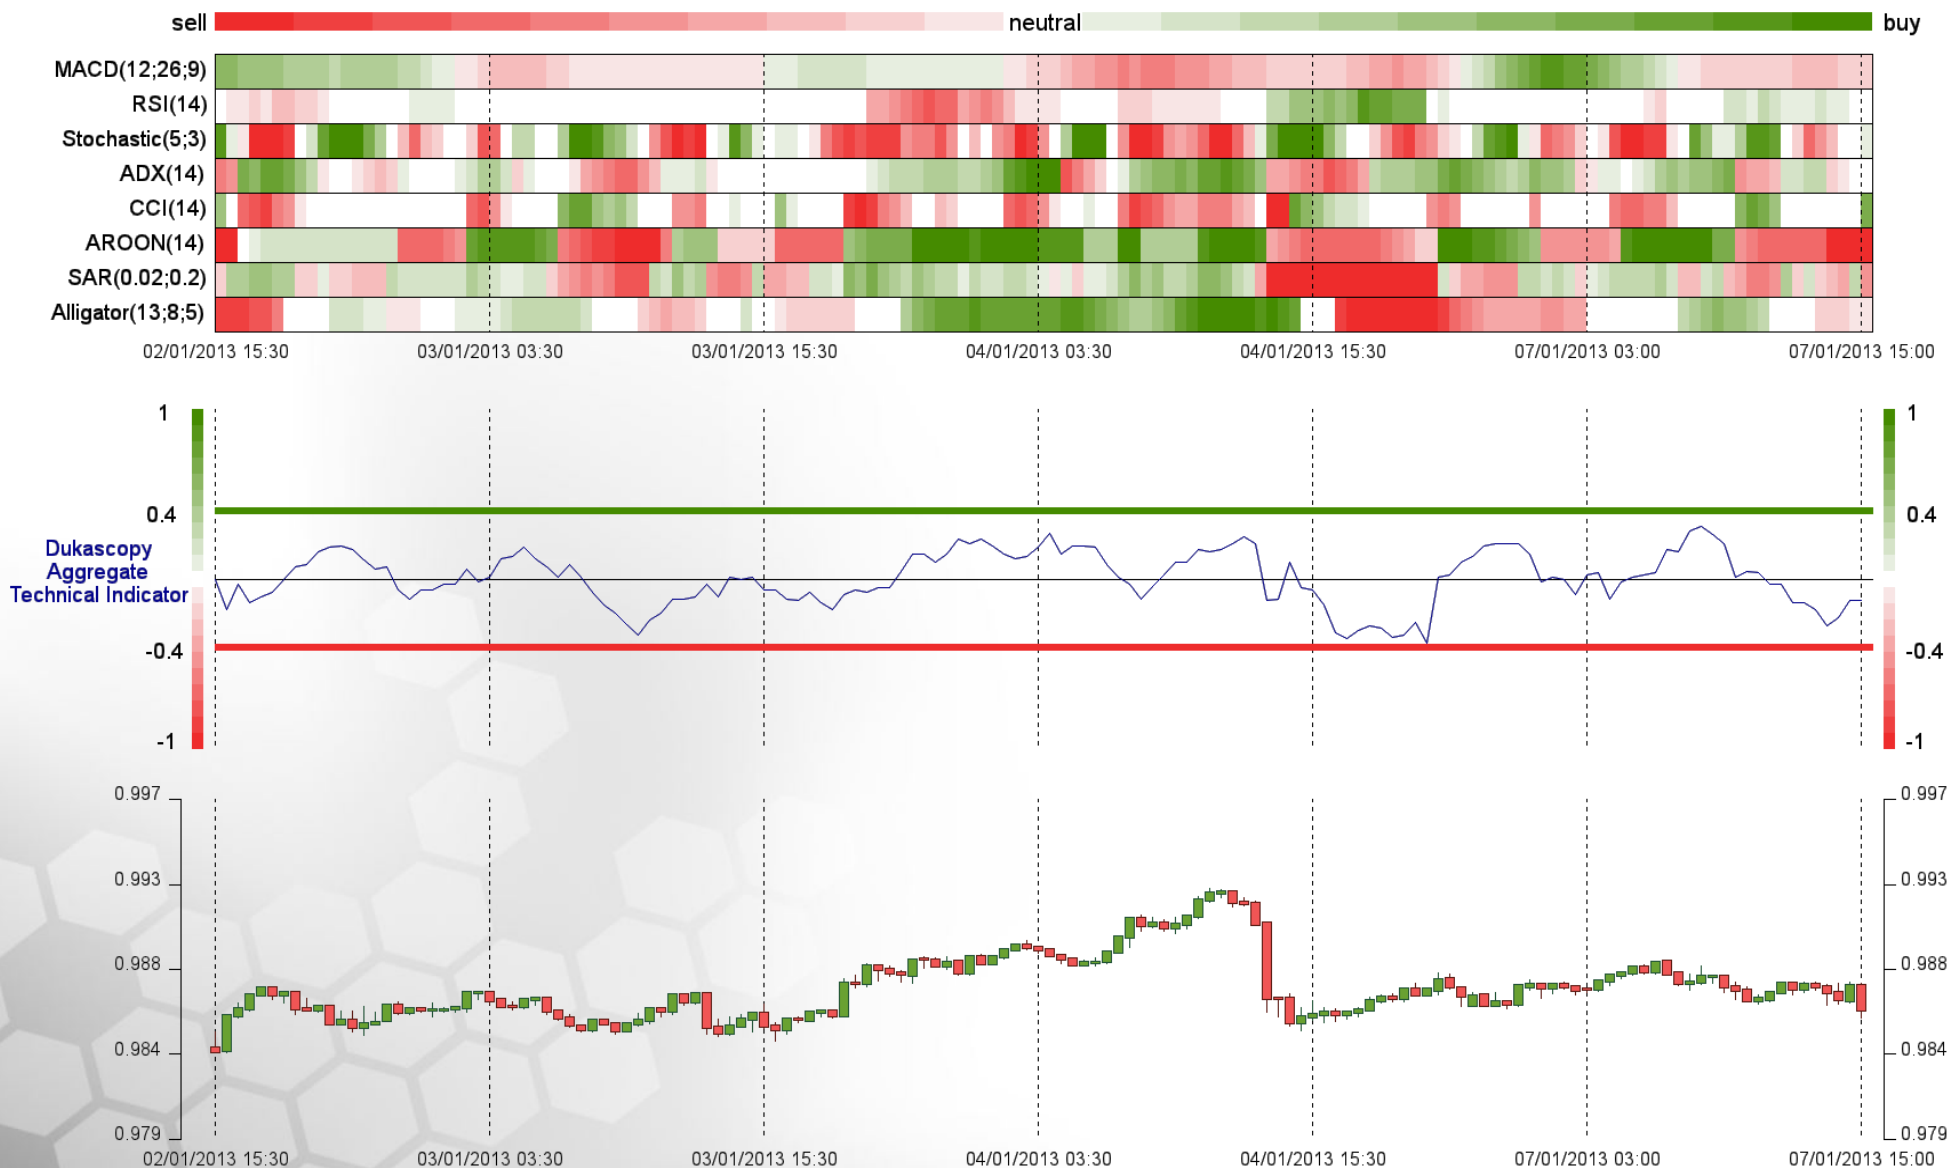 sell neutral buy
MACD(12;26;9)
RSI(14)
Stochastic(5;3)
ADX(14)
CCI(14)
AROON(14)
SAR(0.02;0.2)
Alligator(13;8;5)
02/01/2013 15:30 03/01/2013 03:30 03/01/2013 15:30 04/01/2013 03:30 04/01/2013 15:30 07/01/2013 03:00 07/01/2013 15:00
1 1
0.4 0.4
Dukascopy
Aggregate
Technical Indicator
-0.4 -0.4
-1 -1
0.997 0.997
0.993 0.993
0.988 0.988
0.984 0.984
0.979 0.979
02/01/2013 15:30 03/01/2013 03:30 03/01/2013 15:30 04/01/2013 03:30 04/01/2013 15:30 07/01/2013 03:00 07/01/2013 15:00